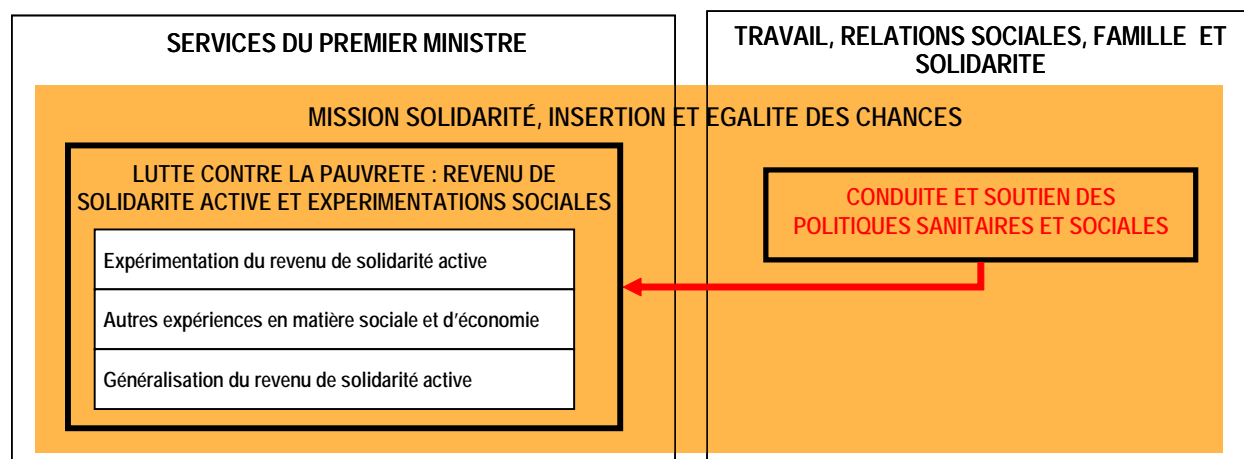 SERVICES DU PREMIER MINISTRE
TRAVAIL, RELATIONS SOCIALES, FAMILLE ET
SOLIDARITE
MISSION SOLIDARITÉ, INSERTION ET EGALITE DES CHANCES
LUTTE CONTRE LA PAUVRETE : REVENU DE
SOLIDARITE ACTIVE ET EXPERIMENTATIONS SOCIALES
Expérimentation du revenu de solidarité active
Autres expériences en matière sociale et d'économie
Généralisation du revenu de solidarité active
CONDUITE ET SOUTIEN DES
POLITIQUES SANITAIRES ET SOCIALES